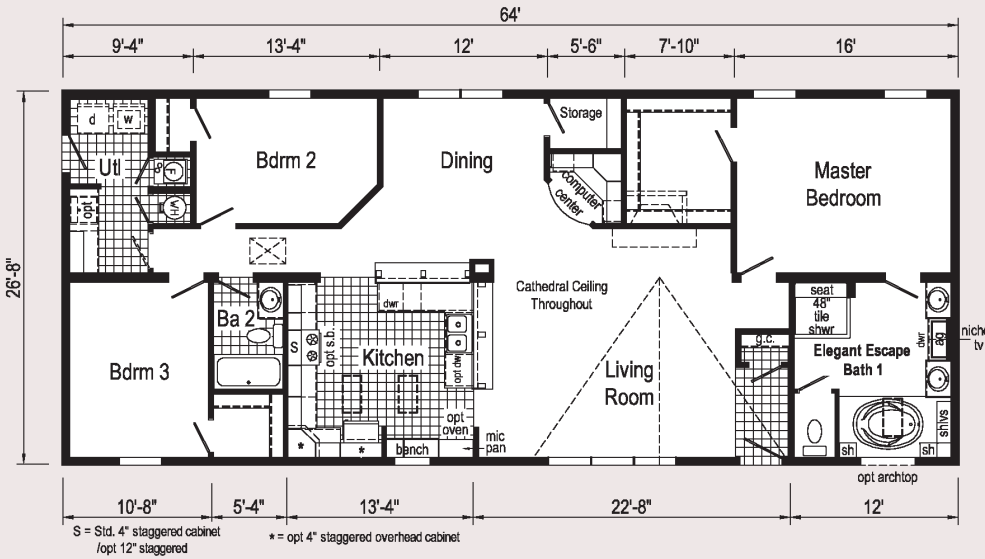 64'
9'-4"
13'-4"
12'
5'-6"
7'-10"
16'
26'-8"
d
w
Utl
F
WH
opt
Bdrm 2
Dining
Storage
computer
center
Master
Bedroom
Cathedral Ceiling
Throughout
Ba 2
dwr
S
opt s.b.
Kitchen
opt dw
opt
oven
mic
pan
bench
*
*
Bdrm 3
Living
Room
g.c.
seat
48"
tile
shwr
Elegant Escape
Bath 1
dwr
ag
niche
tv
shlvs
sh
sh
opt archtop
10'-8"
5'-4"
13'-4"
22'-8"
12'
S = Std. 4" staggered cabinet
/opt 12" staggered
* = opt 4" staggered overhead cabinet